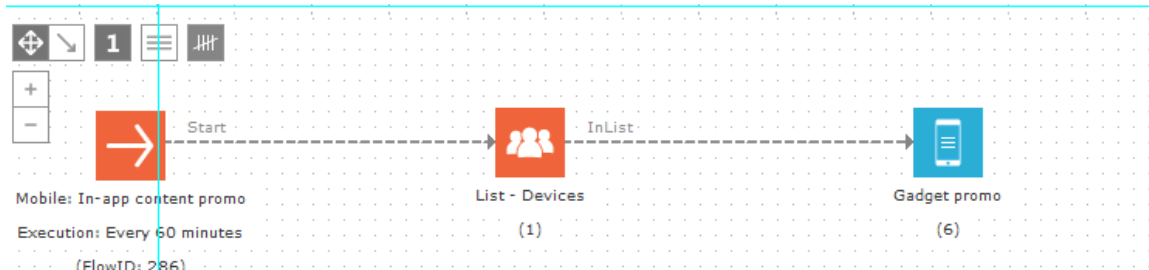 1
+
Start
InList
−
Mobile: In-app content promo
List - Devices
Gadget promo
Execution: Every 60 minutes
(1)
(6)
(FlowID: 286)